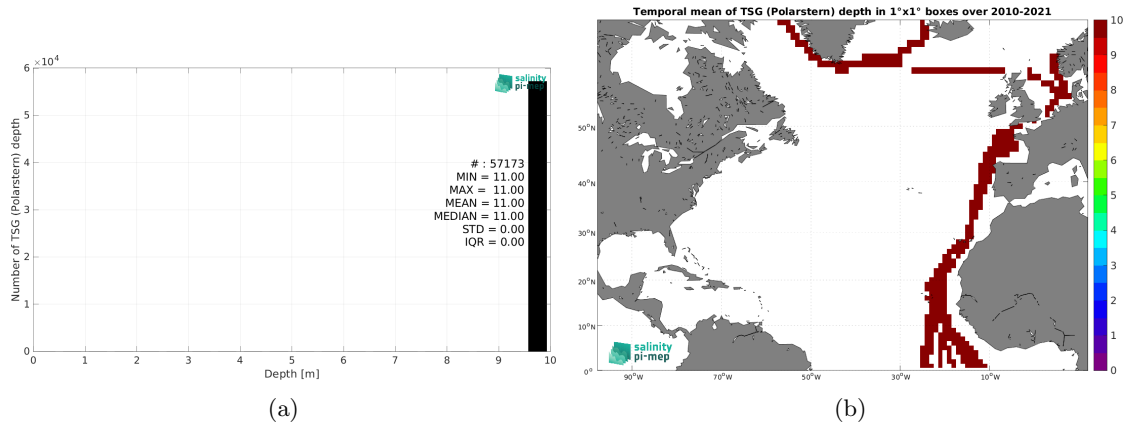 Temporal mean of TSG (Polarstern) depth in 1°x1° boxes over 2010-2021
×10⁴
6
5
4
3
2
1
0
Number of TSG (Polarstern) depth
salinity
pi-mep
# : 57173
MIN = 11.00
MAX = 11.00
MEAN = 11.00
MEDIAN = 11.00
STD = 0.00
IQR = 0.00
0 1 2 3 4 5 6 7 8 9 10
Depth [m]
(a)
50°N
40°N
30°N
20°N
10°N
0°
90°W 70°W 50°W 30°W 10°W
salinity
pi-mep
10
9
8
7
6
5
4
3
2
1
0
(b)